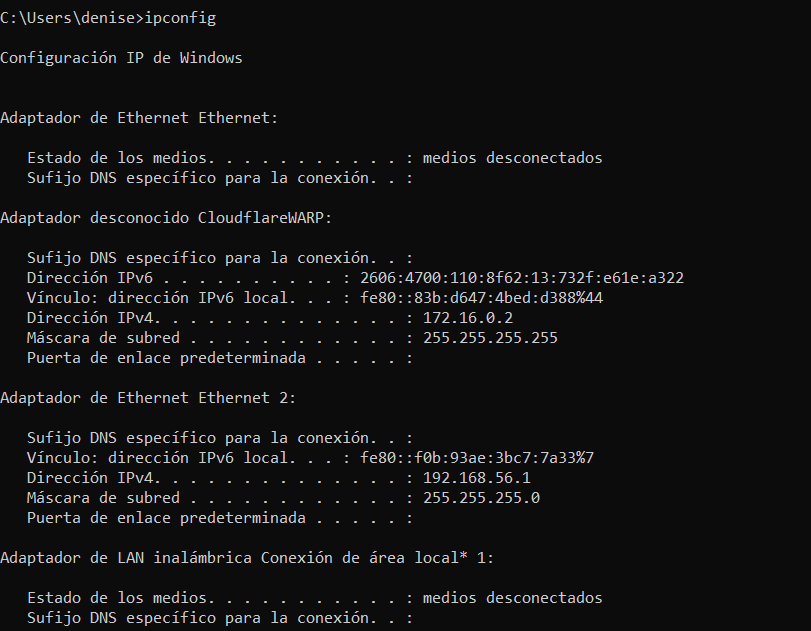 C:\Users\denise>ipconfig
Configuración IP de Windows
Adaptador de Ethernet Ethernet:
Estado de los medios. . . . . . . . . . . : medios desconectados
Sufijo DNS específico para la conexión. . :
Adaptador desconocido CloudflareWARP:
Sufijo DNS específico para la conexión. . :
Dirección IPv6 . . . . . . . . . . : 2606:4700:110:8f62:13:732f:e61e:a322
Vínculo: dirección IPv6 local. . . : fe80::83b:d647:4bed:d388%44
Dirección IPv4. . . . . . . . . . . . . . : 172.16.0.2
Máscara de subred . . . . . . . . . . . . : 255.255.255.255
Puerta de enlace predeterminada . . . . . :
Adaptador de Ethernet Ethernet 2:
Sufijo DNS específico para la conexión. . :
Vínculo: dirección IPv6 local. . . : fe80::f0b:93ae:3bc7:7a33%7
Dirección IPv4. . . . . . . . . . . . . . : 192.168.56.1
Máscara de subred . . . . . . . . . . . . : 255.255.255.0
Puerta de enlace predeterminada . . . . . :
Adaptador de LAN inalámbrica Conexión de área local* 1:
Estado de los medios. . . . . . . . . . . : medios desconectados
Sufijo DNS específico para la conexión. . :